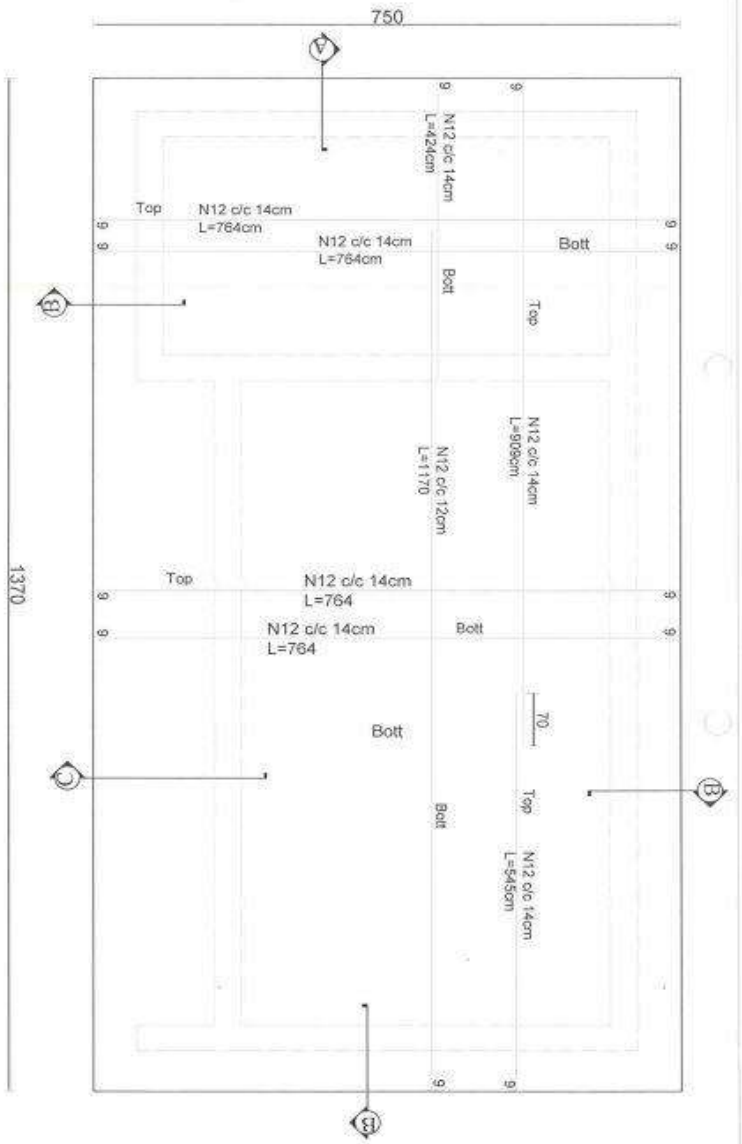 750
A
9
9
N12 c/c 14cm
L=424cm
Top
N12 c/c 14cm
L=764cm
9
9
N12 c/c 14cm
L=764cm
Bott
9
9
B
Bott
Top
N12 c/c 14cm
L=909cm
N12 c/c 12cm
L=1170
1370
Top
N12 c/c 14cm
L=764
9
9
N12 c/c 14cm
L=764
Bott
9
9
70
Bott
C
B
Top
Bott
N12 c/c 14cm
L=545cm
9
9
B